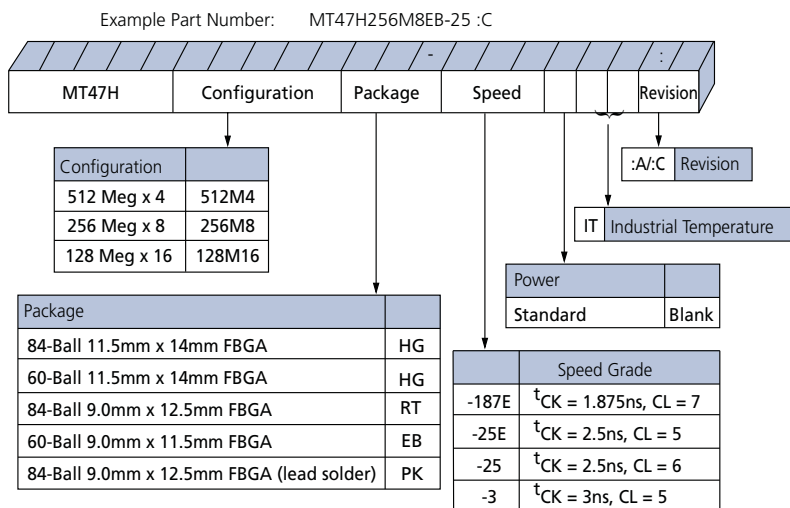 Example Part Number: MT47H256M8EB-25 :C
- :
MT47H Configuration Package Speed Revision
Configuration
512 Meg x 4 512M4
256 Meg x 8 256M8
128 Meg x 16 128M16
:A/:C Revision
IT Industrial Temperature
Power
Standard Blank
Package
84-Ball 11.5mm x 14mm FBGA HG
60-Ball 11.5mm x 14mm FBGA HG
84-Ball 9.0mm x 12.5mm FBGA RT
60-Ball 9.0mm x 11.5mm FBGA EB
84-Ball 9.0mm x 12.5mm FBGA (lead solder) PK
Speed Grade
-187E tCK = 1.875ns, CL = 7
-25E tCK = 2.5ns, CL = 5
-25 tCK = 2.5ns, CL = 6
-3 tCK = 3ns, CL = 5